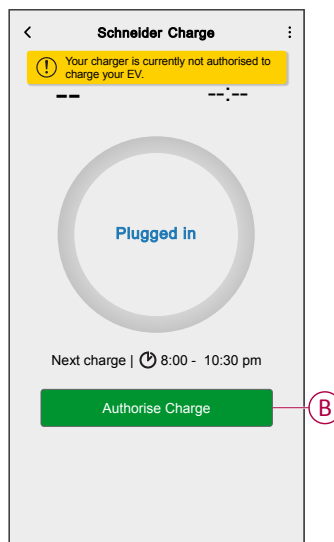 Schneider Charge
Your charger is currently not authorised to
charge your EV.
-- --:--
Plugged in
Next charge | 8:00 - 10:30 pm
Authorise Charge
B